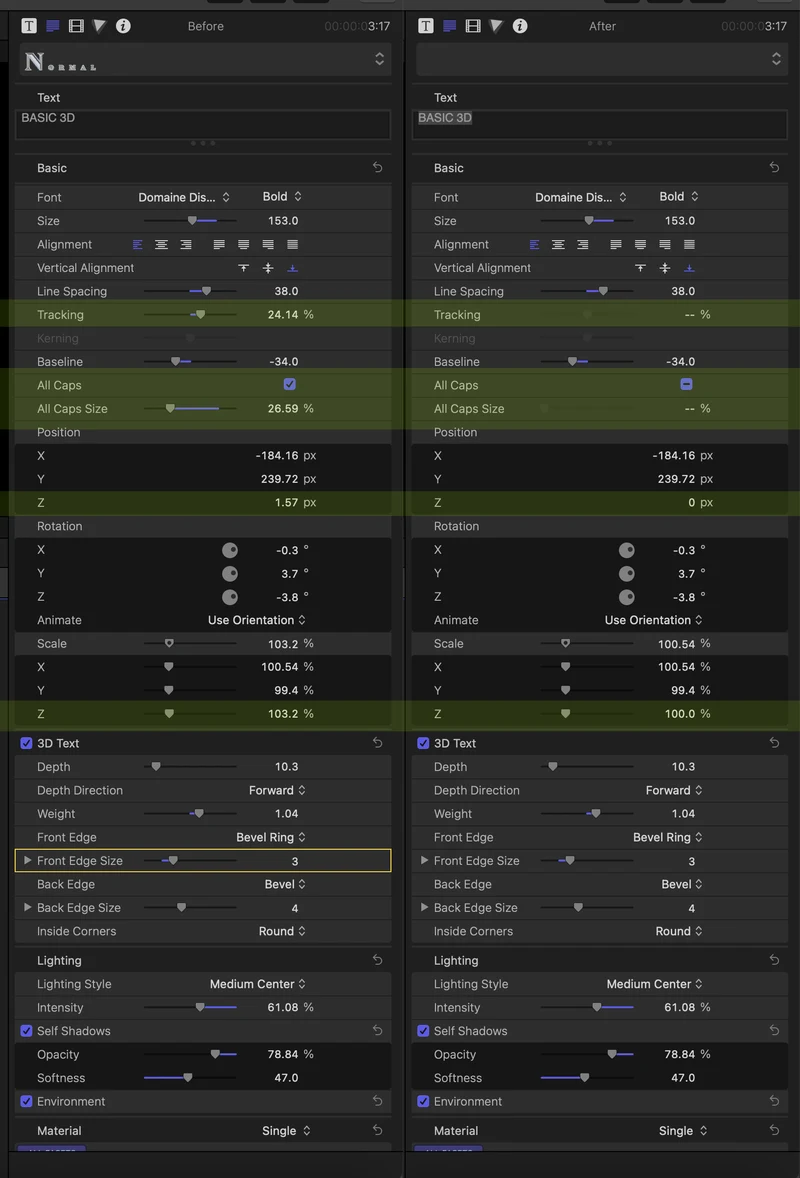 T i Before 00:00:03:17
Normal
Text
BASIC 3D
Basic
Font Domaine Dis... Bold
Size 153.0
Alignment
Vertical Alignment
Line Spacing 38.0
Tracking 24.14 %
Kerning
Baseline -34.0
All Caps
All Caps Size 26.59 %
Position
X -184.16 px
Y 239.72 px
Z 1.57 px
Rotation
X -0.3 °
Y 3.7 °
Z -3.8 °
Animate Use Orientation
Scale 103.2 %
X 100.54 %
Y 99.4 %
Z 103.2 %
3D Text
Depth 10.3
Depth Direction Forward
Weight 1.04
Front Edge Bevel Ring
Front Edge Size 3
Back Edge Bevel
Back Edge Size 4
Inside Corners Round
Lighting
Lighting Style Medium Center
Intensity 61.08 %
Self Shadows
Opacity 78.84 %
Softness 47.0
Environment
Material Single
T i After 00:00:03:17
Text
BASIC 3D
Basic
Font Domaine Dis... Bold
Size 153.0
Alignment
Vertical Alignment
Line Spacing 38.0
Tracking -- %
Kerning
Baseline -34.0
All Caps
All Caps Size -- %
Position
X -184.16 px
Y 239.72 px
Z 0 px
Rotation
X -0.3 °
Y 3.7 °
Z -3.8 °
Animate Use Orientation
Scale 100.54 %
X 100.54 %
Y 99.4 %
Z 100.0 %
3D Text
Depth 10.3
Depth Direction Forward
Weight 1.04
Front Edge Bevel Ring
Front Edge Size 3
Back Edge Bevel
Back Edge Size 4
Inside Corners Round
Lighting
Lighting Style Medium Center
Intensity 61.08 %
Self Shadows
Opacity 78.84 %
Softness 47.0
Environment
Material Single